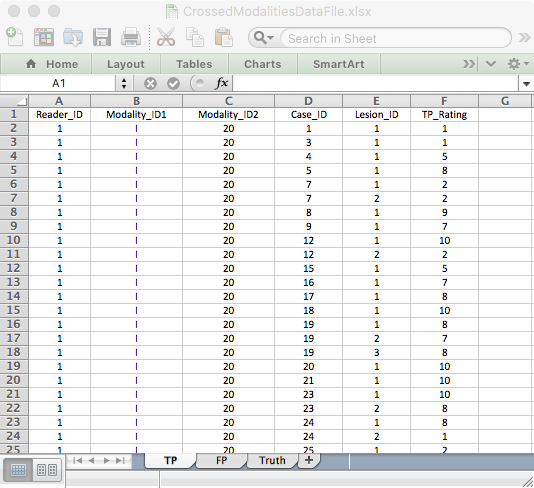 CrossedModalitiesDataFile.xlsx
Search in Sheet
Home Layout Tables Charts SmartArt
A1 fx
A B C D E F G
1 Reader_ID Modality_ID1 Modality_ID2 Case_ID Lesion_ID TP_Rating
2 1 I 20 1 1 1
3 1 I 20 3 1 1
4 1 I 20 4 1 5
5 1 I 20 5 1 8
6 1 I 20 7 1 2
7 1 I 20 7 2 2
8 1 I 20 8 1 9
9 1 I 20 9 1 7
10 1 I 20 12 1 10
11 1 I 20 12 2 2
12 1 I 20 15 1 5
13 1 I 20 16 1 7
14 1 I 20 17 1 8
15 1 I 20 18 1 10
16 1 I 20 19 1 8
17 1 I 20 19 2 7
18 1 I 20 19 3 8
19 1 I 20 20 1 10
20 1 I 20 21 1 10
21 1 I 20 23 1 10
22 1 I 20 23 2 8
23 1 I 20 24 1 8
24 1 I 20 24 2 1
25 1 I 20 25 1 2
TP FP Truth